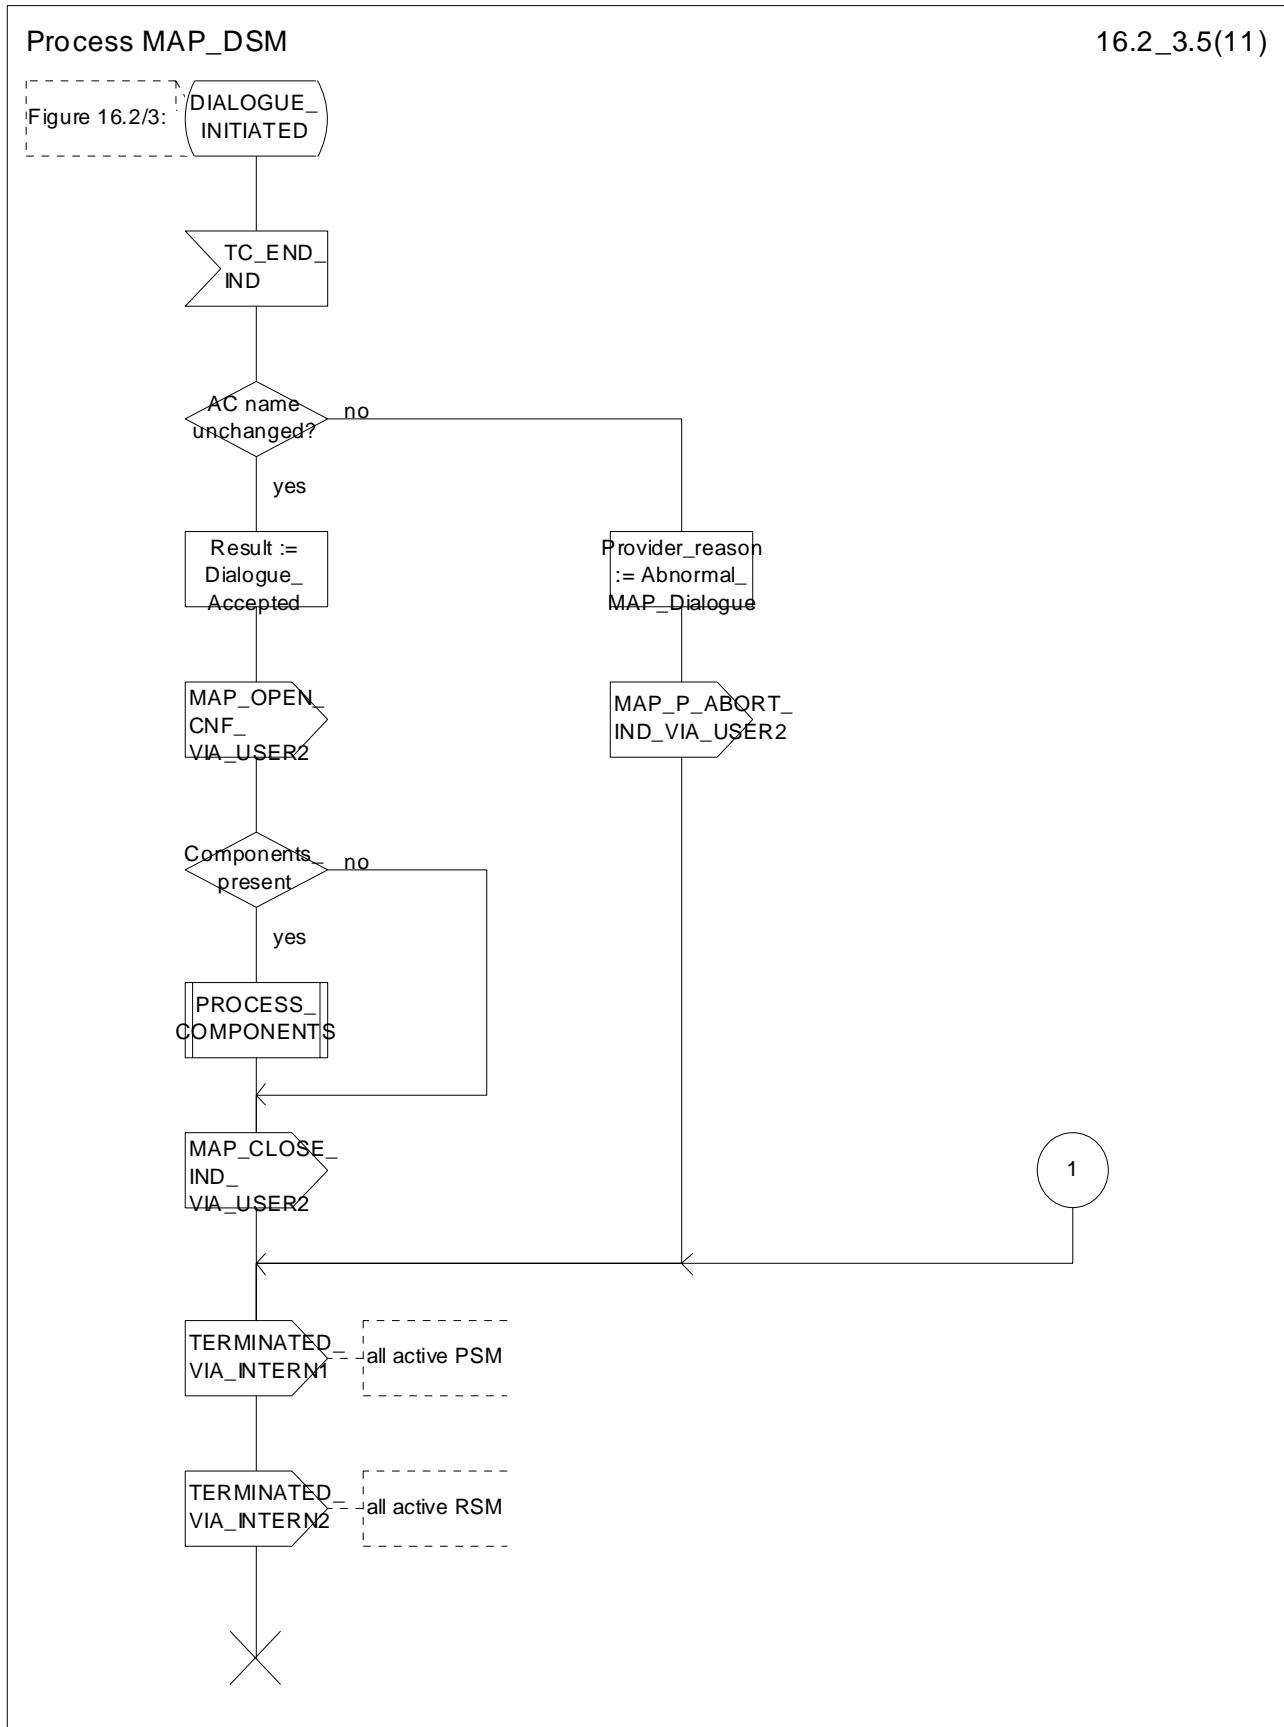 Process MAP_DSM
16.2_3.5(11)
Figure 16.2/3:
DIALOGUE_
INITIATED
TC_END_
IND
AC name
unchanged?
no
yes
Result :=
Dialogue_
Accepted
Provider_reason
:= Abnormal_
MAP_Dialogue
MAP_OPEN_
CNF_
VIA_USER2
MAP_P_ABORT_
IND_VIA_USER2
Components_
present
no
yes
PROCESS_
COMPONENTS
MAP_CLOSE_
IND_
VIA_USER2
1
TERMINATED_
VIA_INTERN1
all active PSM
TERMINATED_
VIA_INTERN2
all active RSM